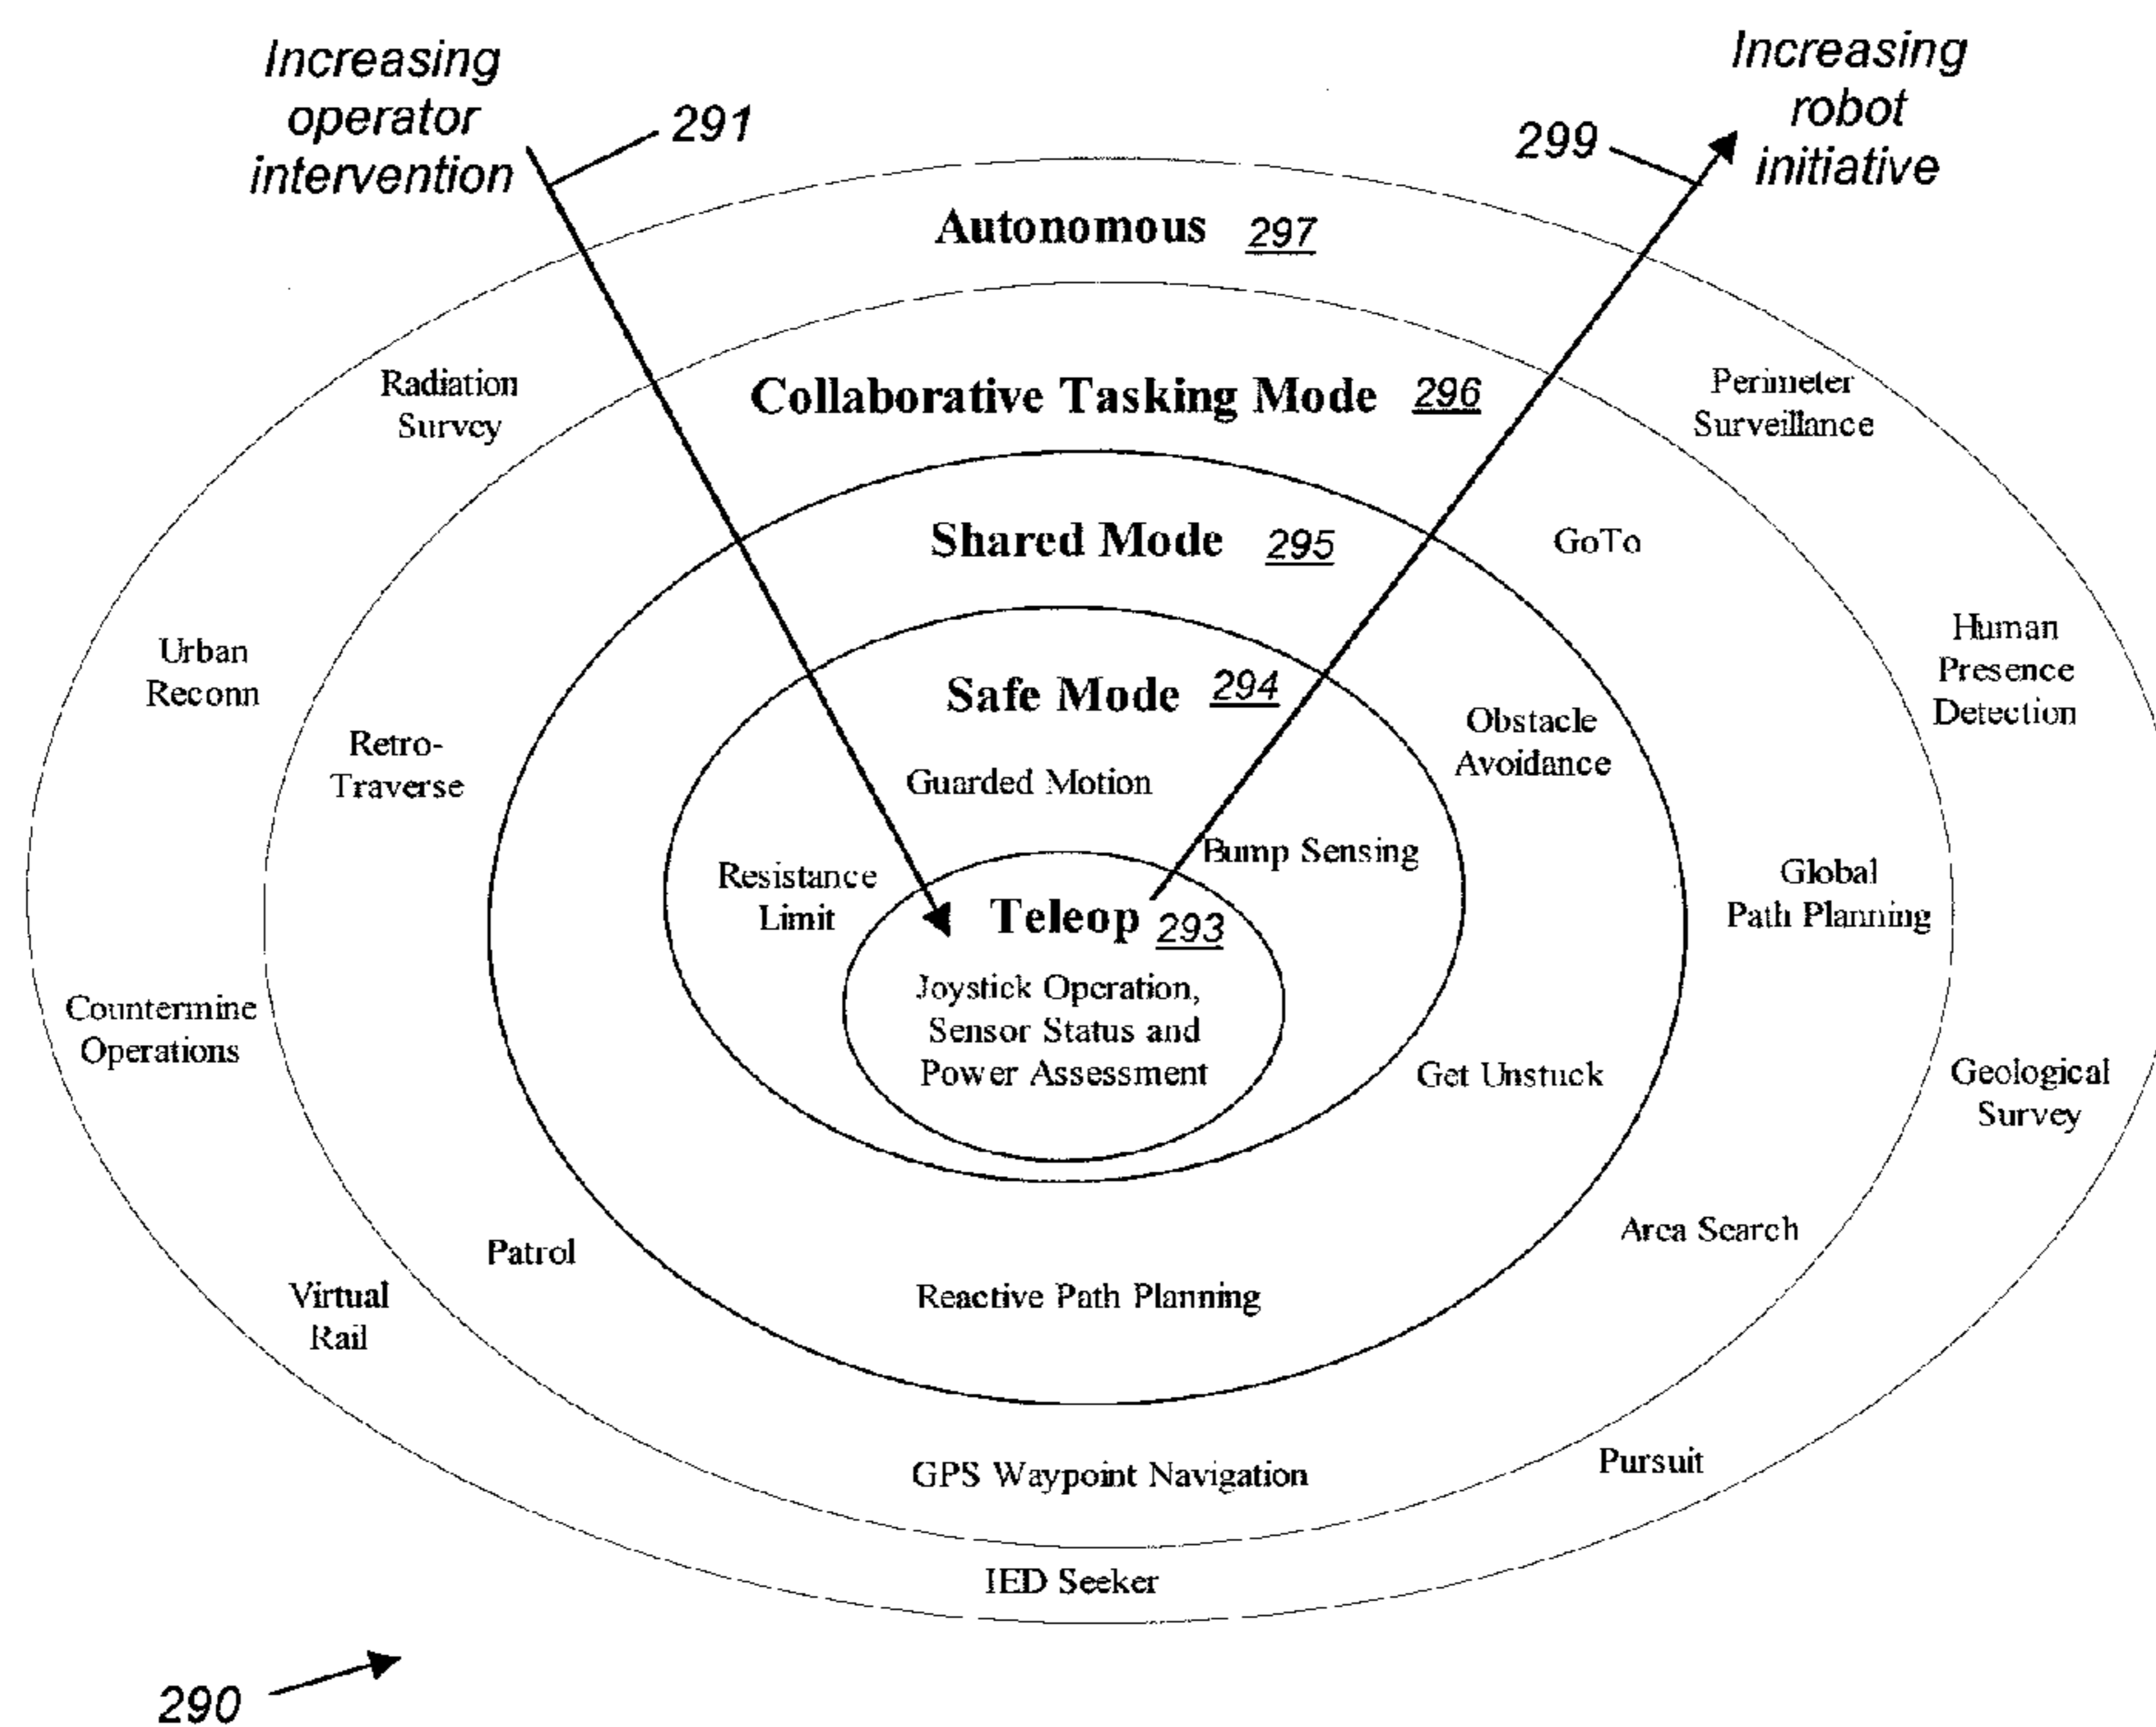 Increasing
operator
intervention
291
Increasing
robot
initiative
299
Autonomous 297
Radiation
Survey
Collaborative Tasking Mode 296
Perimeter
Surveillance
Shared Mode 295
GoTo
Urban
Reconn
Human
Presence
Detection
Safe Mode 294
Retro-
Traverse
Obstacle
Avoidance
Guarded Motion
Bump Sensing
Resistance
Limit
Global
Path Planning
Teleop 293
Joystick Operation,
Sensor Status and
Power Assessment
Countermine
Operations
Get Unstuck
Geological
Survey
Area Search
Patrol
Virtual
Rail
Reactive Path Planning
GPS Waypoint Navigation
Pursuit
IED Seeker
290